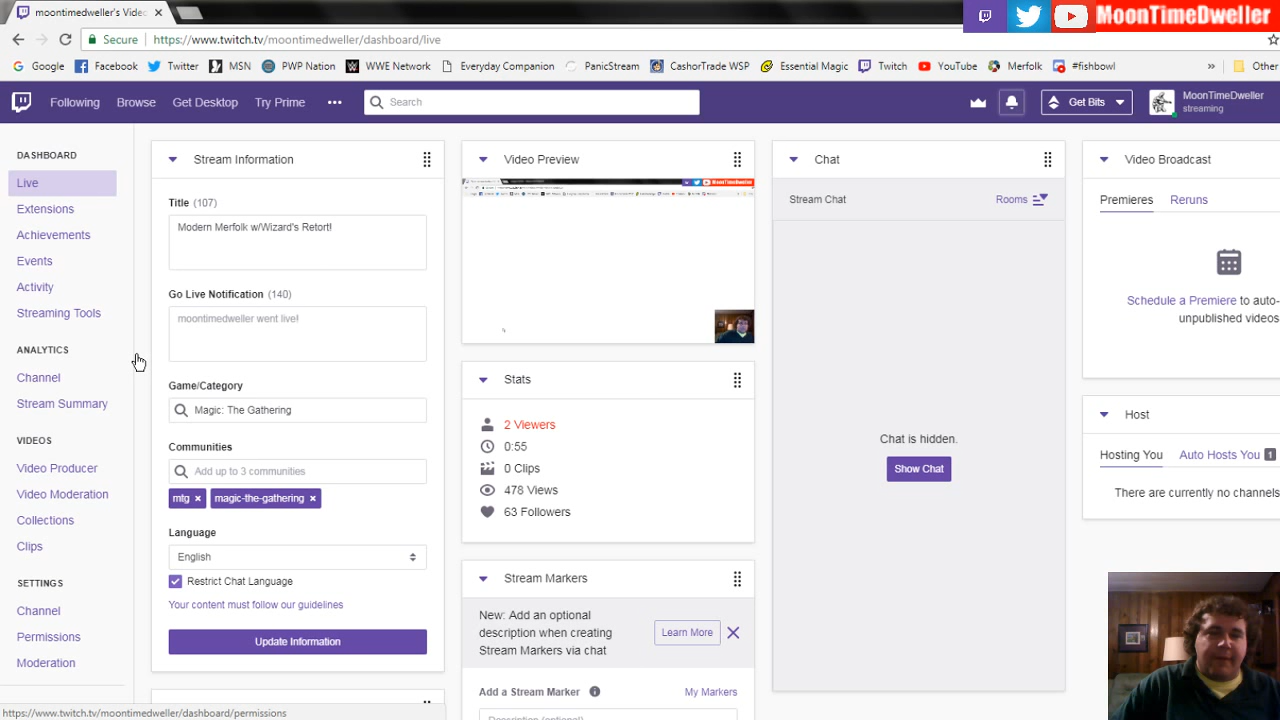 moontimedweller's Vide
MoonTimeDweller
Secure https://www.twitch.tv/moontimedweller/dashboard/live
Google Facebook Twitter MSN PWP Nation WWE Network Everyday Companion PanicStream CashorTrade WSP Essential Magic Twitch YouTube Merfolk #fishbowl » Other
Following Browse Get Desktop Try Prime Search Get Bits MoonTimeDweller
streaming
DASHBOARD
Live
Extensions
Achievements
Events
Activity
Streaming Tools
ANALYTICS
Channel
Stream Summary
VIDEOS
Video Producer
Video Moderation
Collections
Clips
SETTINGS
Channel
Permissions
Moderation
Stream Information
Title (107)
Modern Merfolk w/Wizard's Retort!
Go Live Notification (140)
moontimedweller went live!
Game/Category
Magic: The Gathering
Communities
Add up to 3 communities
mtg × magic-the-gathering ×
Language
English
Restrict Chat Language
Your content must follow our guidelines
Update Information
Video Preview
Stats
2 Viewers
0:55
0 Clips
478 Views
63 Followers
Stream Markers
New: Add an optional
description when creating
Stream Markers via chat
Learn More
Add a Stream Marker My Markers
Description (optional)
Chat
Stream Chat Rooms
Chat is hidden.
Show Chat
Video Broadcast
Premieres Reruns
Schedule a Premiere to auto-
unpublished videos
Host
Hosting You Auto Hosts You 1
There are currently no channels
https://www.twitch.tv/moontimedweller/dashboard/permissions